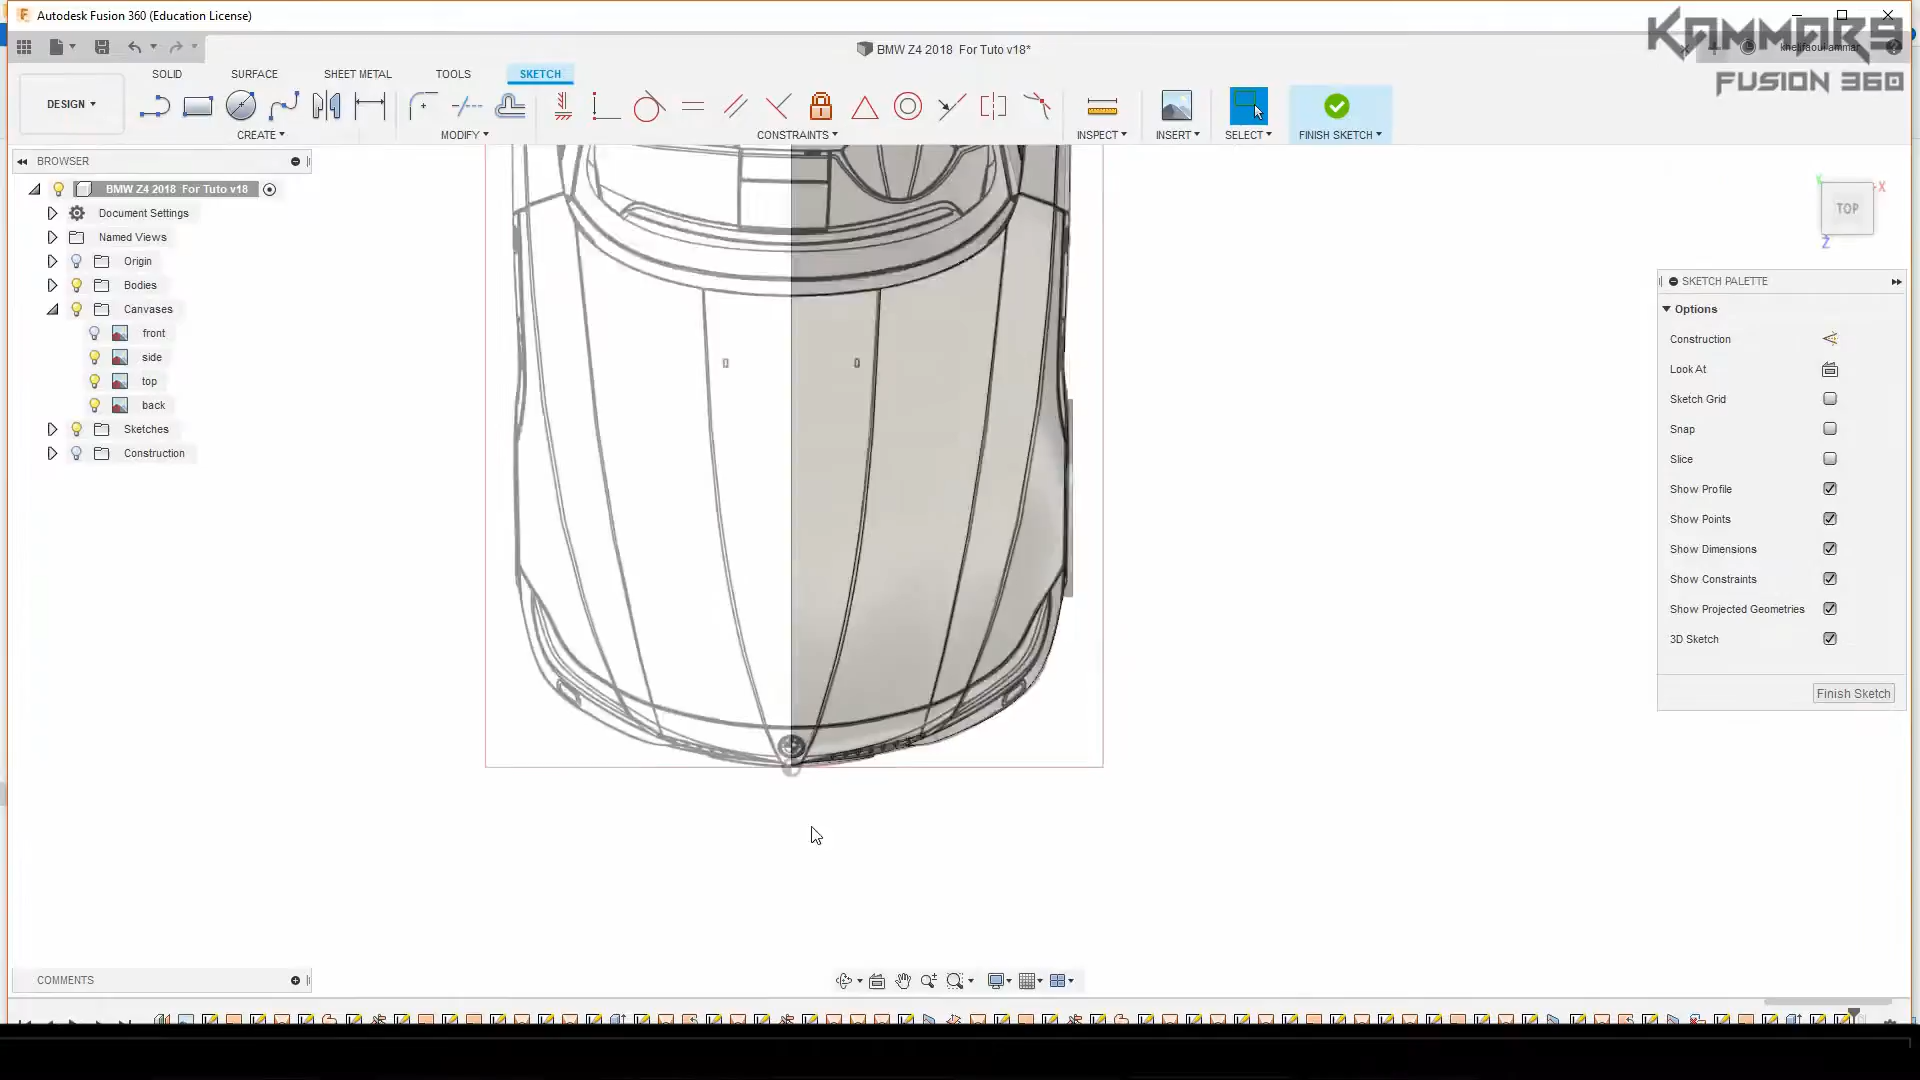 Autodesk Fusion 360 (Education License)
KAMMARS
FUSION 360
BMW Z4 2018 For Tuto v18*
khelifaoui ammar
SOLID
SURFACE
SHEET METAL
TOOLS
SKETCH
DESIGN
CREATE
MODIFY
CONSTRAINTS
INSPECT
INSERT
SELECT
FINISH SKETCH
BROWSER
BMW Z4 2018 For Tuto v18
Document Settings
Named Views
Origin
Bodies
Canvases
front
side
top
back
Sketches
Construction
TOP
X
Z
SKETCH PALETTE
Options
Construction
Look At
Sketch Grid
Snap
Slice
Show Profile
Show Points
Show Dimensions
Show Constraints
Show Projected Geometries
3D Sketch
Finish Sketch
COMMENTS